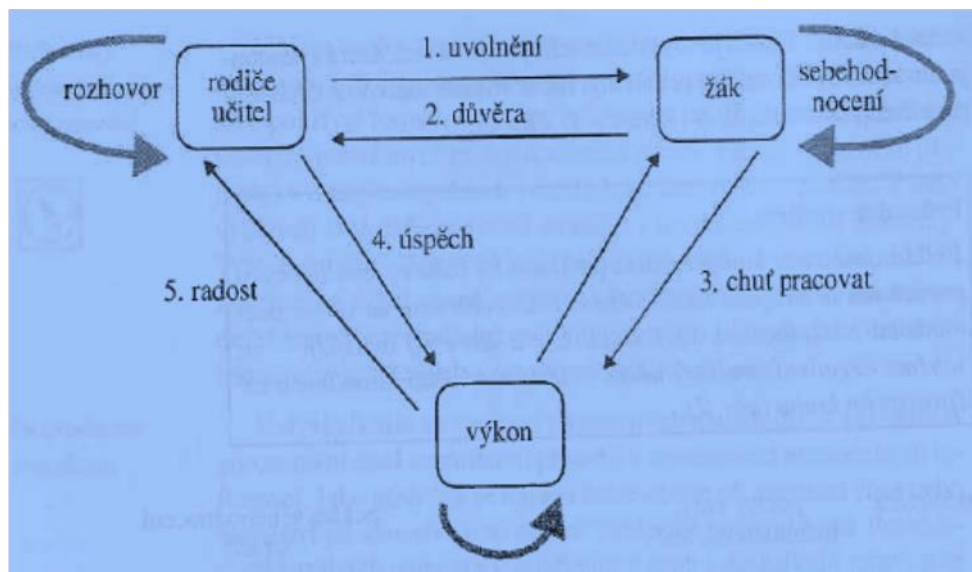 1. uvolnění
rozhovor
rodiče
učitel
2. důvěra
žák
sebehod-
nocení
4. úspěch
5. radost
3. chuť pracovat
výkon